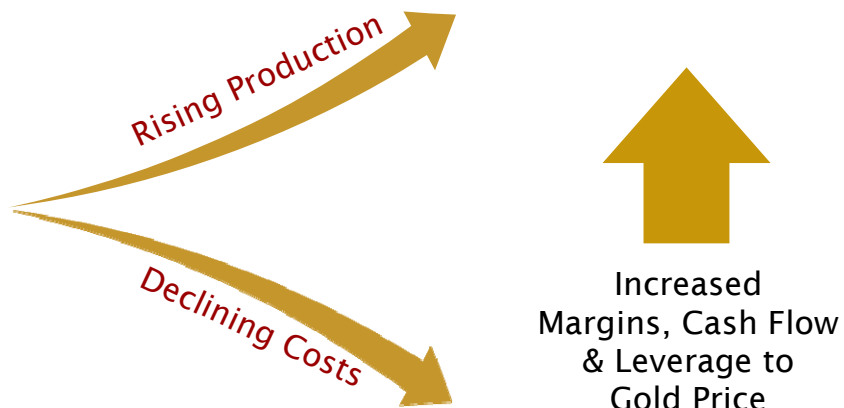 Rising Production
Declining Costs
Increased
Margins, Cash Flow
& Leverage to
Gold Price